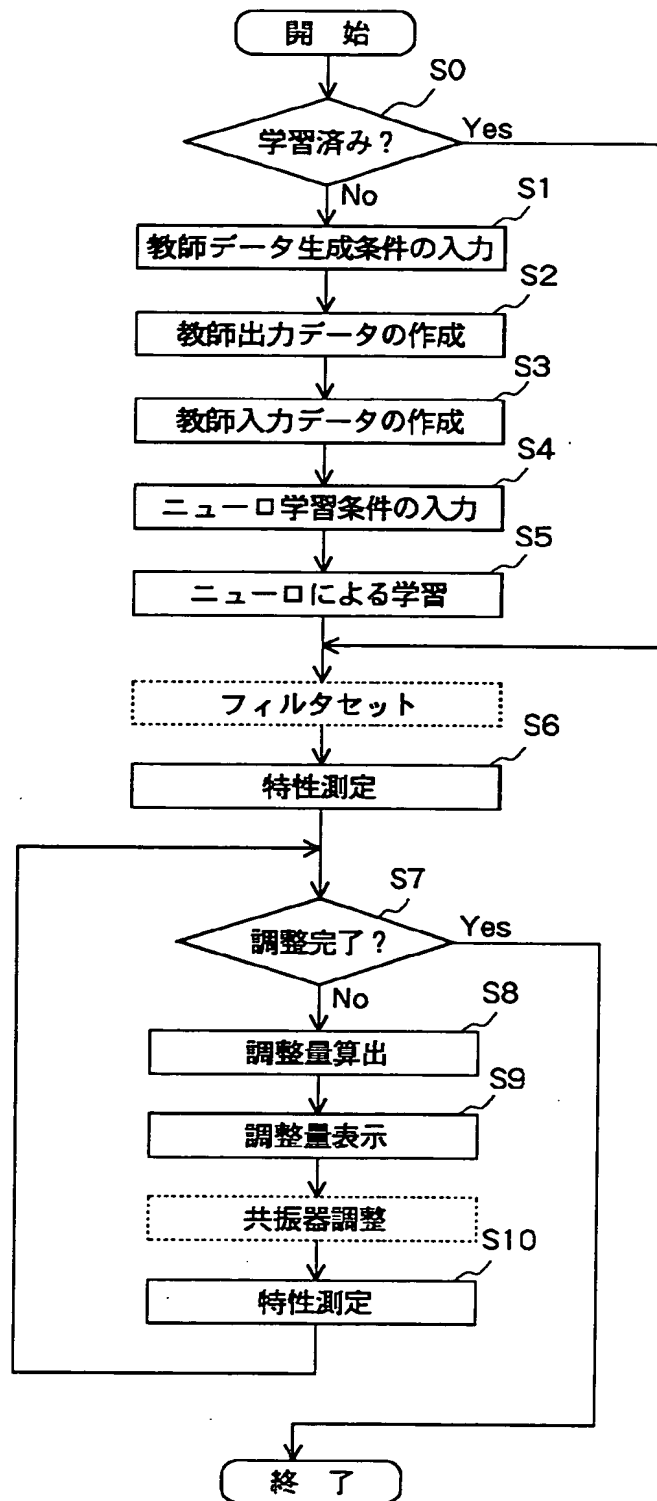 開 始
S0
学習済み？
Yes
No
S1
教師データ生成条件の入力
S2
教師出力データの作成
S3
教師入力データの作成
S4
ニューロ学習条件の入力
S5
ニューロによる学習
フィルタセット
S6
特性測定
S7
調整完了？
Yes
No
S8
調整量算出
S9
調整量表示
共振器調整
S10
特性測定
終 了